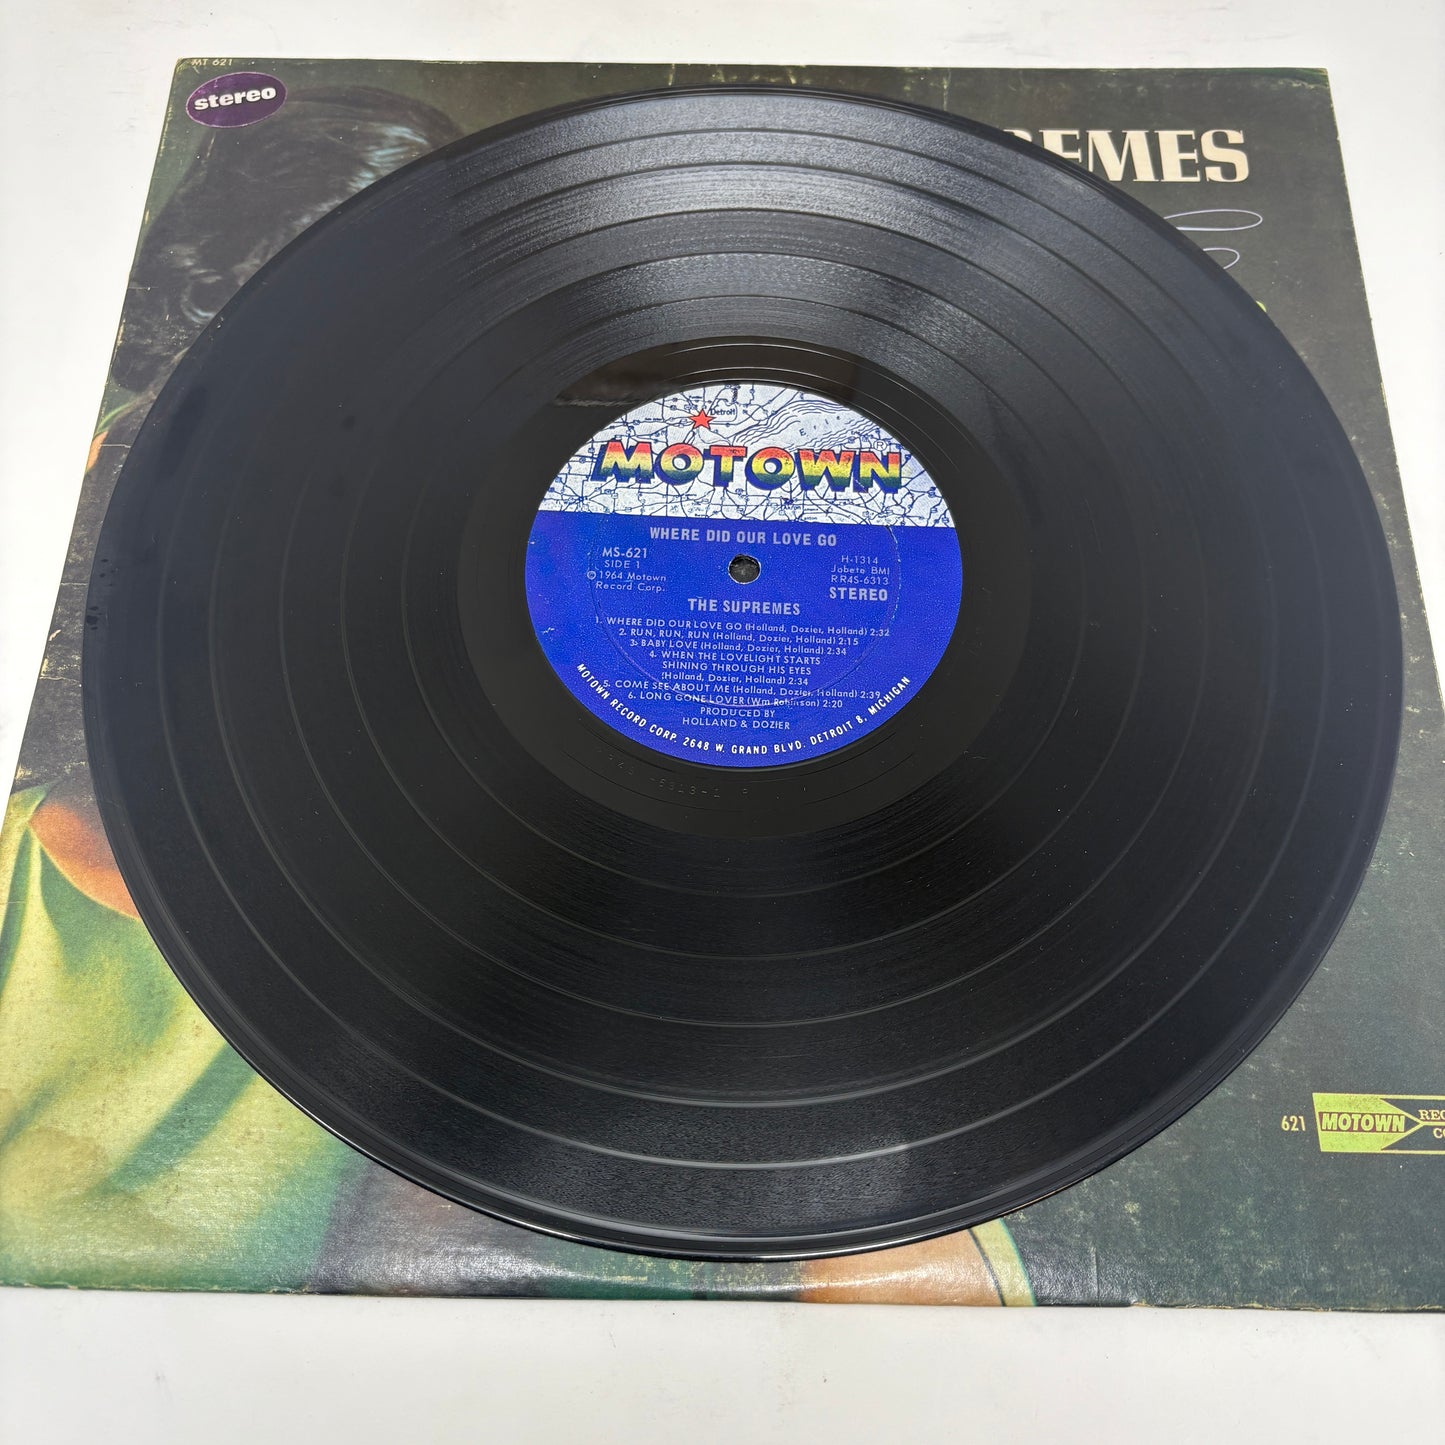 MT 621
stereo
REMES
Detroit
ERIE
MOTOWN®
WHERE DID OUR LOVE GO
MS-621
SIDE 1
©1964 Motown
Record Corp.
H-1314
Jobete BMI
RR4S-6313
STEREO
THE SUPREMES
1. WHERE DID OUR LOVE GO (Holland, Dozier, Holland) 2:32
2. RUN, RUN, RUN (Holland, Dozier, Holland) 2:15
3. BABY LOVE (Holland, Dozier, Holland) 2:34
4. WHEN THE LOVELIGHT STARTS
SHINING THROUGH HIS EYES
(Holland, Dozier, Holland) 2:34
5. COME SEE ABOUT ME (Holland, Dozier, Holland) 2:39
6. LONG GONE LOVER (Wm Robinson) 2:20
PRODUCED BY
HOLLAND & DOZIER
MOTOWN RECORD CORP. 2648 W. GRAND BLVD. DETROIT 8, MICHIGAN
621 MOTOWN REC
CO